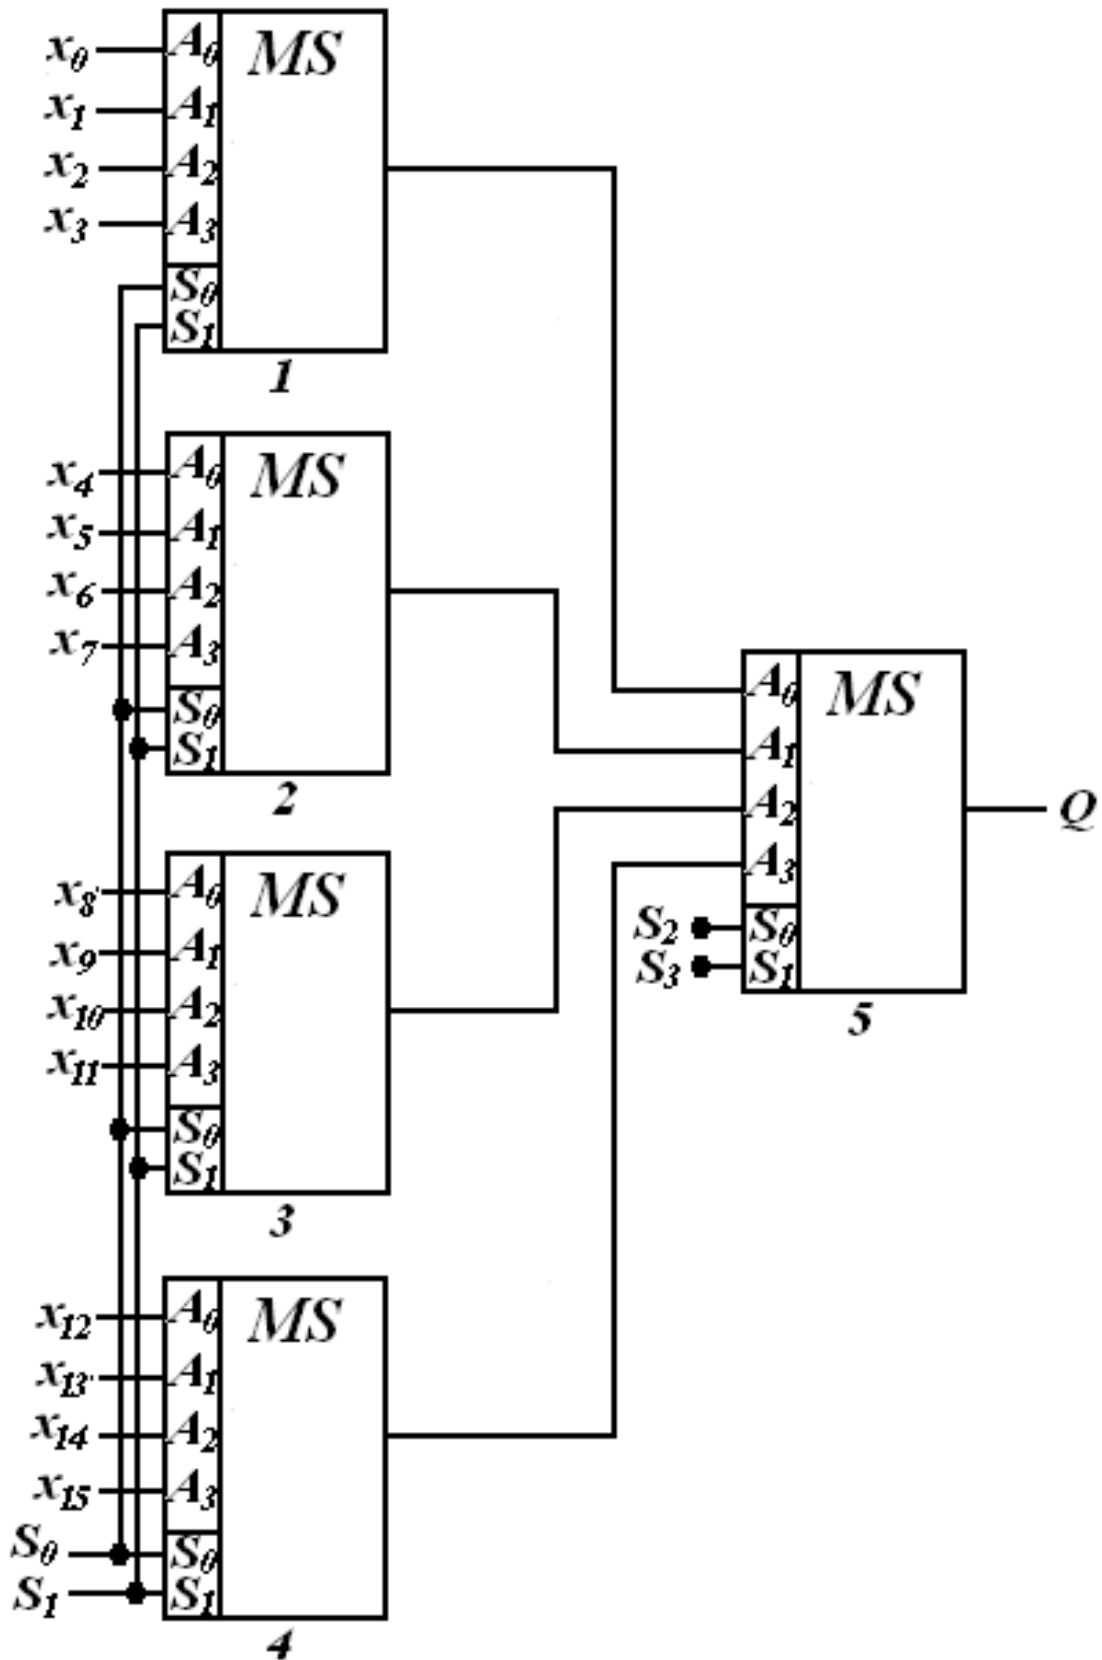 x0 A0 MS
x1 A1
x2 A2
x3 A3
S0
S1
1
x4 A0 MS
x5 A1
x6 A2
x7 A3
S0
S1
2
x8 A0 MS
x9 A1
x10 A2
x11 A3
S0
S1
3
x12 A0 MS
x13 A1
x14 A2
x15 A3
S0 S0
S1 S1
4
A0 MS
A1
A2 Q
A3
S2 S0
S3 S1
5